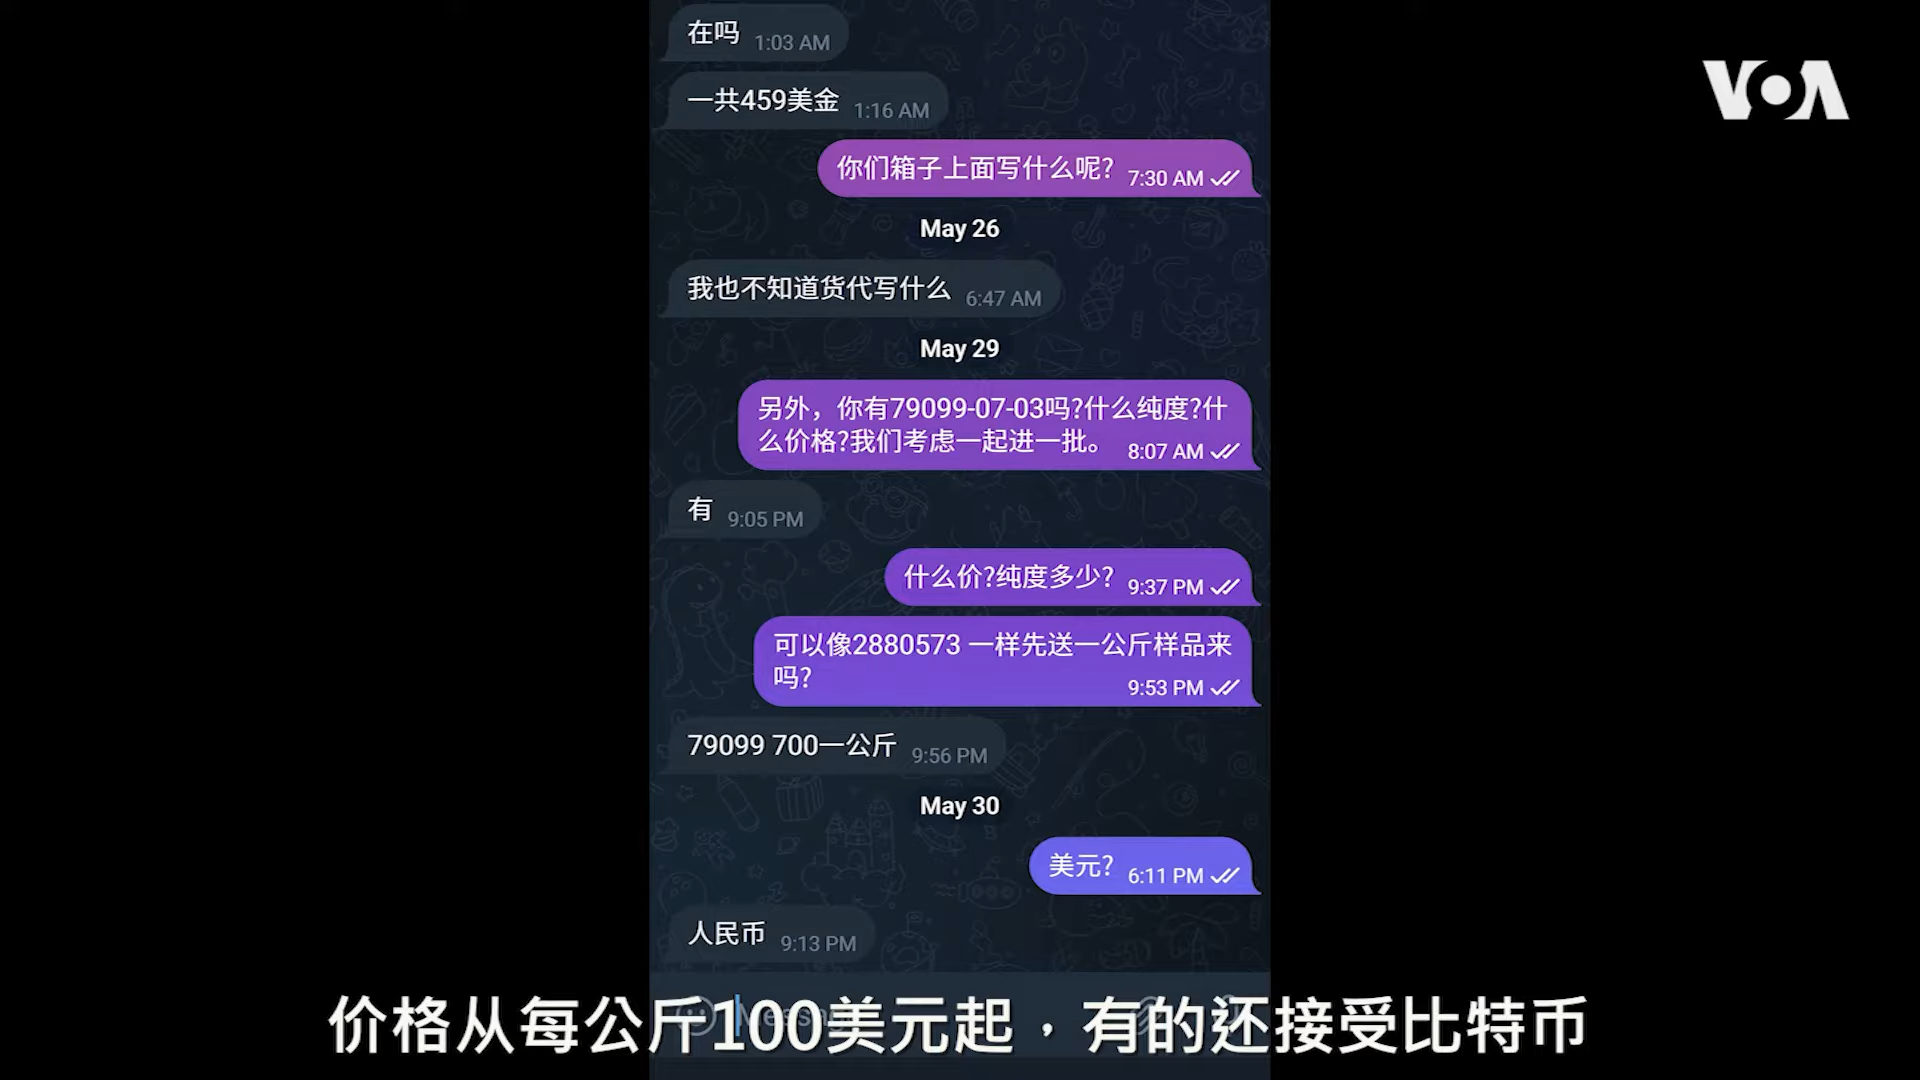 在吗 1:03 AM
VOA
一共459美金 1:16 AM
你们箱子上面写什么呢? 7:30 AM
May 26
我也不知道货代写什么 6:47 AM
May 29
另外，你有79099-07-03吗?什么纯度?什
么价格?我们考虑一起进一批。 8:07 AM
有 9:05 PM
什么价?纯度多少? 9:37 PM
可以像2880573 一样先送一公斤样品来
吗? 9:53 PM
79099 700一公斤 9:56 PM
May 30
美元? 6:11 PM
人民币 9:13 PM
价格从每公斤100美元起，有的还接受比特币